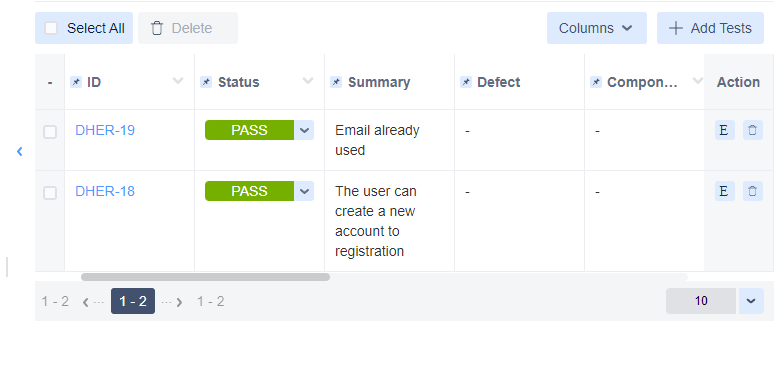 Select All Delete Columns + Add Tests
- ID Status Summary Defect Compon... Action
DHER-19 PASS Email already - - E
used
DHER-18 PASS The user can - - E
create a new
account to
registration
1 - 2 ... 1 - 2 ... 1 - 2 10